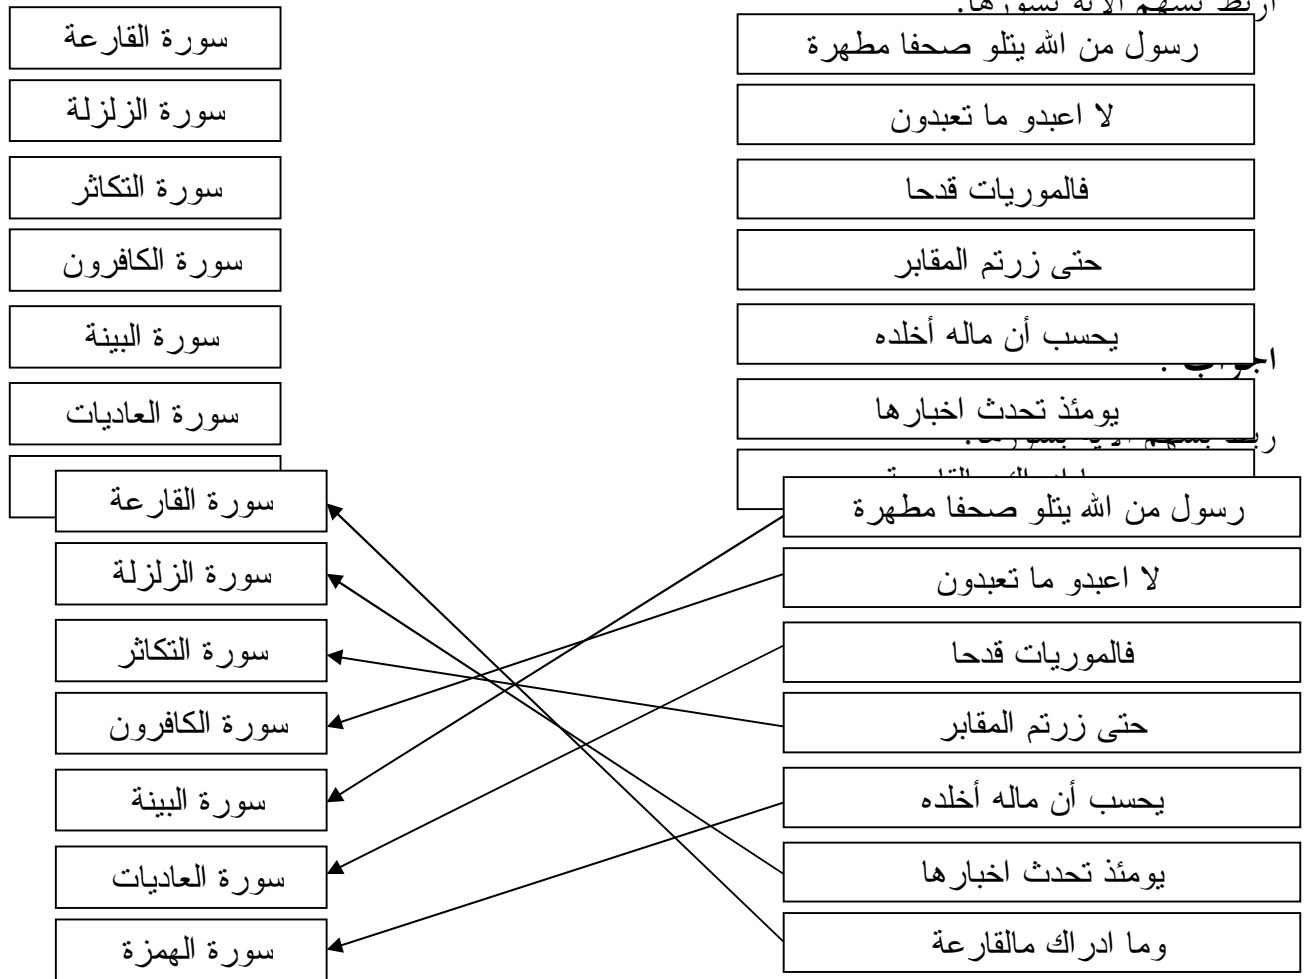 رسول من الله يتلو صحفا مطهرة
سورة القارعة
لا اعبدو ما تعبدون
سورة الزلزلة
فالموريات قدحا
سورة التكاثر
حتى زرتم المقابر
سورة الكافرون
يحسب أن ماله أخلده
سورة البينة
يومئذ تحدث اخبارها
سورة العاديات
رسول من الله يتلو صحفا مطهرة
سورة القارعة
لا اعبدو ما تعبدون
سورة الزلزلة
فالموريات قدحا
سورة التكاثر
حتى زرتم المقابر
سورة الكافرون
يحسب أن ماله أخلده
سورة البينة
يومئذ تحدث اخبارها
سورة العاديات
وما ادراك مالقارعة
سورة الهمزة